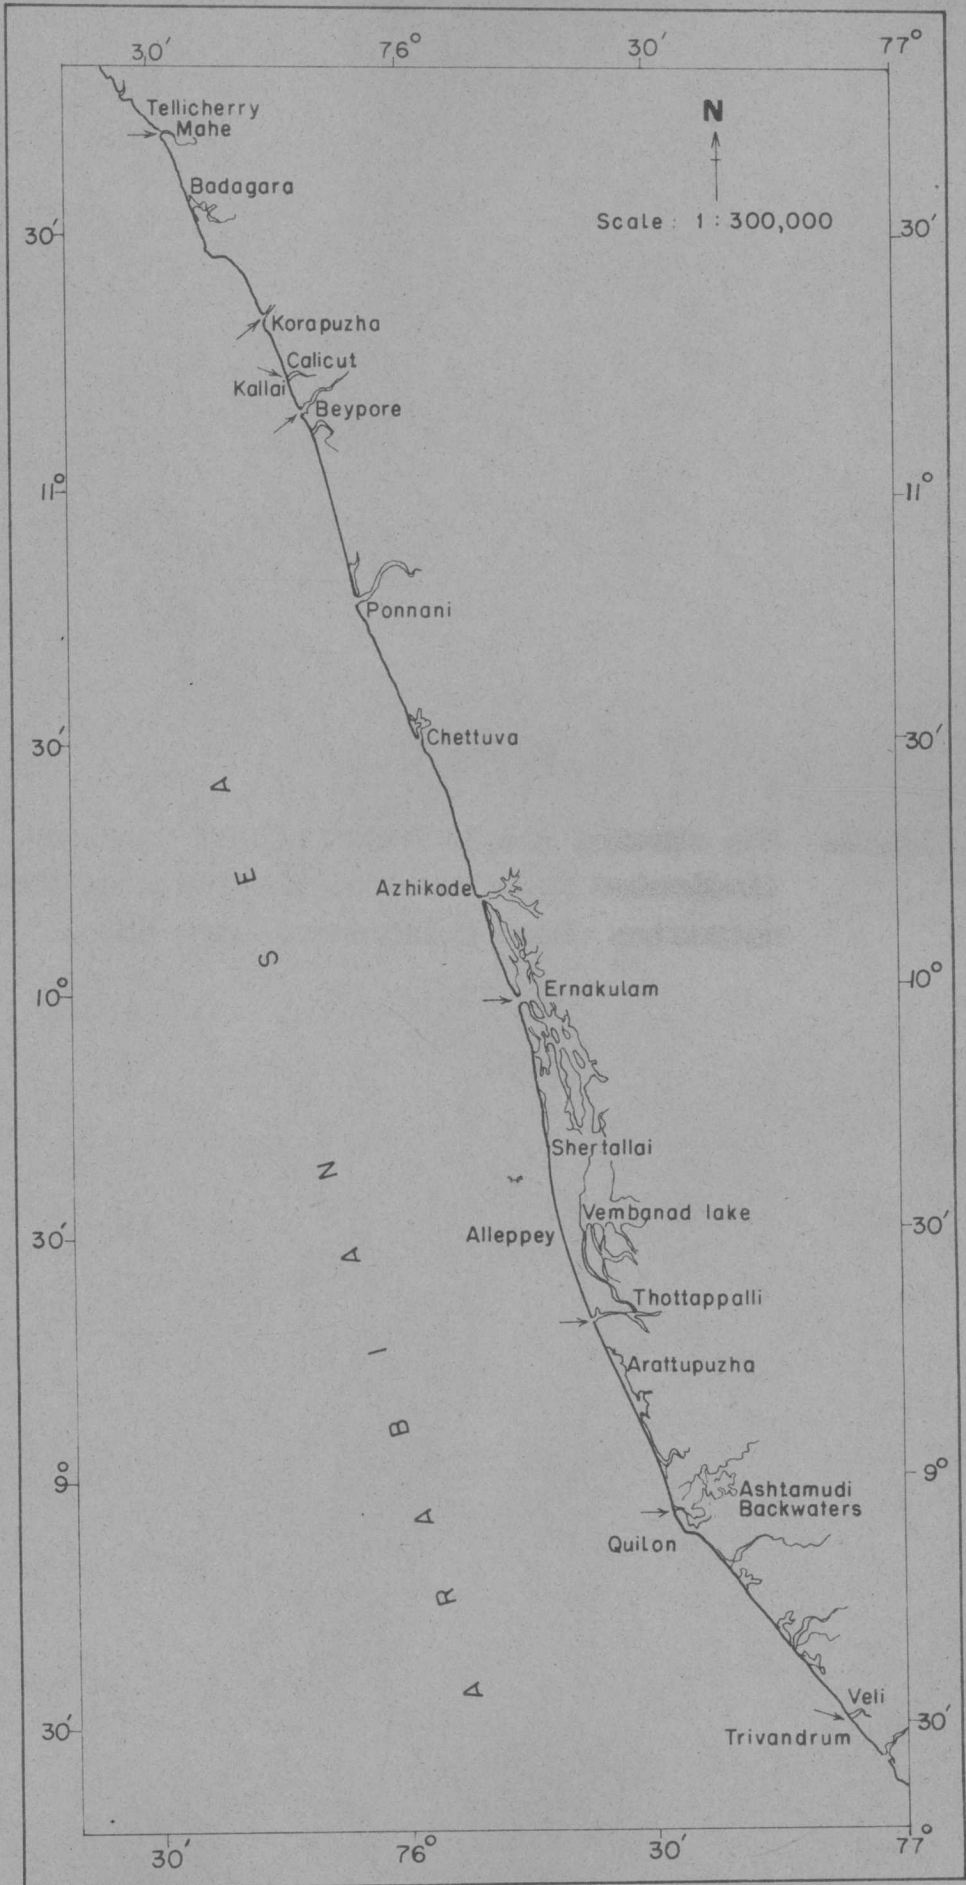 30′ 76° 30′ 77°
N
Scale : 1 : 300,000
Tellicherry
Mahe
Badagara
30′ 30′
Korapuzha
Calicut
Kallai
Beypore
11° 11°
Ponnani
Chettuva
30′ 30′
Azhikode
Ernakulam
10° 10°
Shertallai
Vembanad lake
Alleppey
30′ 30′
Thottappalli
Arattupuzha
9° 9°
Ashtamudi
Backwaters
Quilon
Veli
30′ 30′
Trivandrum
ARABIAN SEA
30′ 76° 30′ 77°